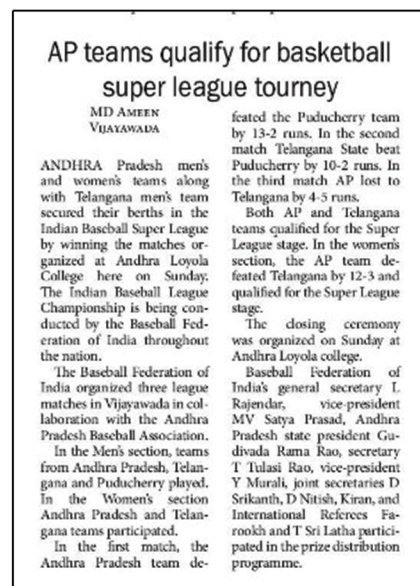 AP teams qualify for basketball
super league tourney
MD AMEEN
VIJAYAWADA
ANDHRA Pradesh men's
and women's teams along
with Telangana men's team
secured their berths in the
Indian Baseball Super League
by winning the matches or-
ganized at Andhra Loyola
College here on Sunday.
The Indian Baseball League
Championship is being con-
ducted by the Baseball Fed-
eration of India throughout
the nation.
The Baseball Federation of
India organized three league
matches in Vijayawada in col-
laboration with the Andhra
Pradesh Baseball Association.
In the Men's section, teams
from Andhra Pradesh, Telan-
gana and Puducherry played.
In the Women's section
Andhra Pradesh and Telan-
gana teams participated.
In the first match, the
Andhra Pradesh team de-
feated the Puducherry team
by 13-2 runs. In the second
match Telangana State beat
Puducherry by 10-2 runs. In
the third match AP lost to
Telangana by 4-5 runs.
Both AP and Telangana
teams qualified for the Super
League stage. In the women's
section, the AP team de-
feated Telangana by 12-3 and
qualified for the Super League
stage.
The closing ceremony
was organized on Sunday at
Andhra Loyola college.
Baseball Federation of
India's general secretary L
Rajendar, vice-president
MV Satya Prasad, Andhra
Pradesh state president Gu-
divada Rama Rao, secretary
T Tulasi Rao, vice-president
Y Murali, joint secretaries D
Srikanth, D Nitish, Kiran, and
International Referees Fa-
rookh and T Sri Latha partici-
pated in the prize distribution
programme.